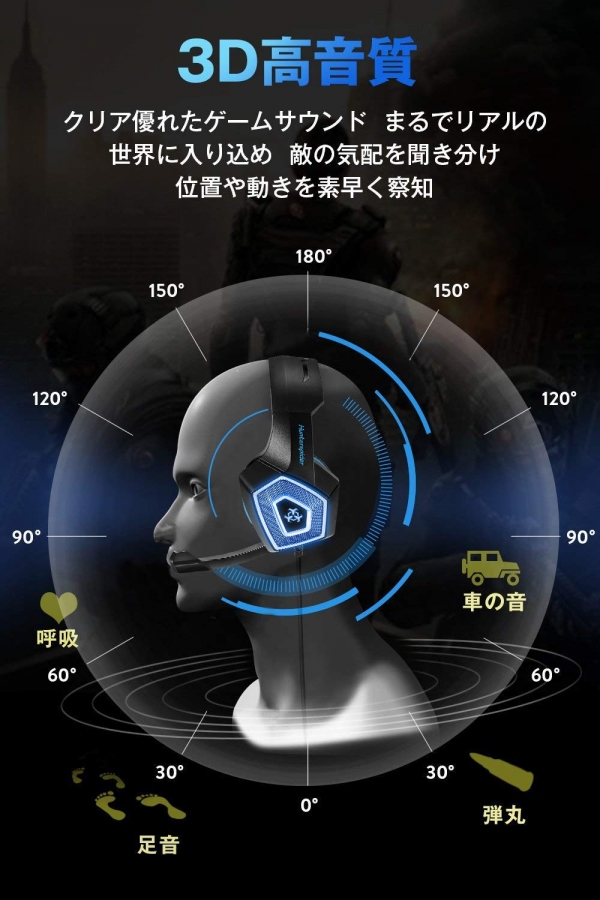 3D高音質
クリア優れたゲームサウンド まるでリアルの
世界に入り込め 敵の気配を聞き分け
位置や動きを素早く察知
180°
150°
150°
120°
120°
90°
90°
車の音
呼吸
60°
60°
30°
30°
0°
弾丸
足音